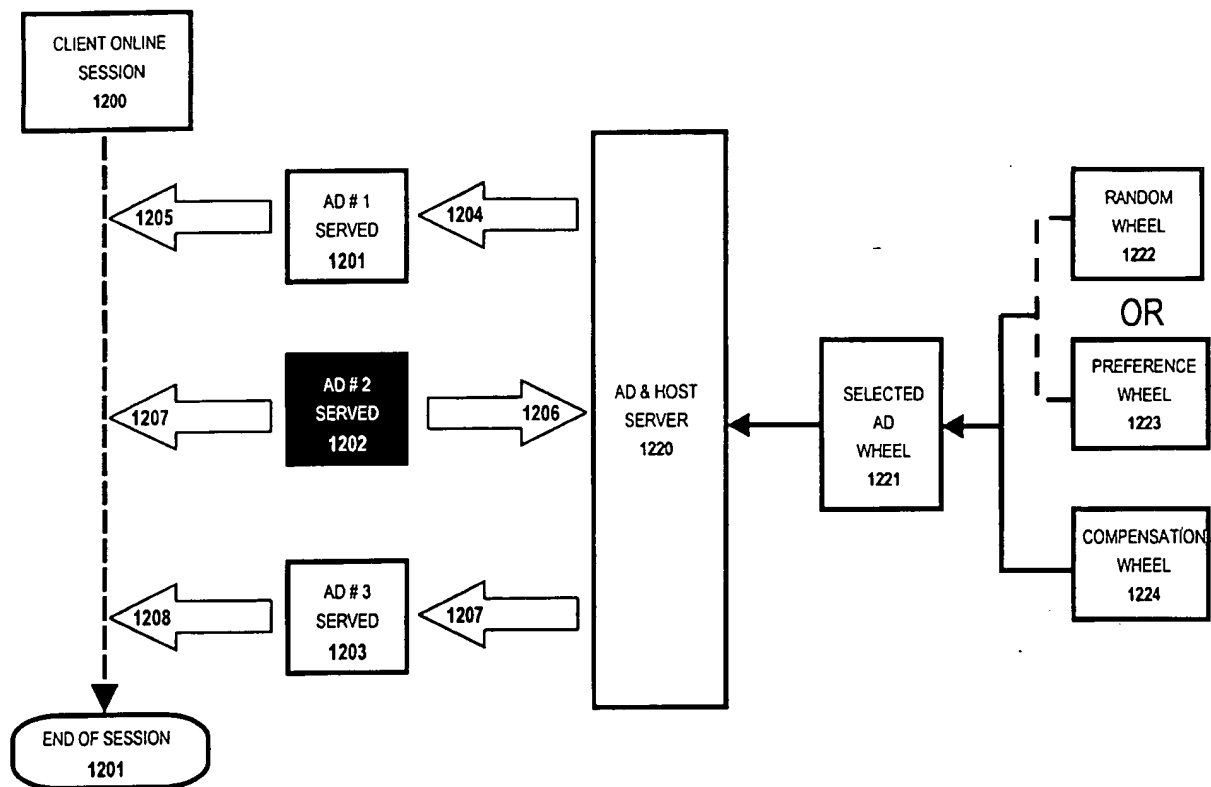 CLIENT ONLINE
SESSION
1200
1205
AD # 1
SERVED
1201
1204
1207
AD # 2
SERVED
1202
1206
1208
AD # 3
SERVED
1203
1207
END OF SESSION
1201
AD & HOST
SERVER
1220
SELECTED
AD
WHEEL
1221
RANDOM
WHEEL
1222
OR
PREFERENCE
WHEEL
1223
COMPENSATION
WHEEL
1224